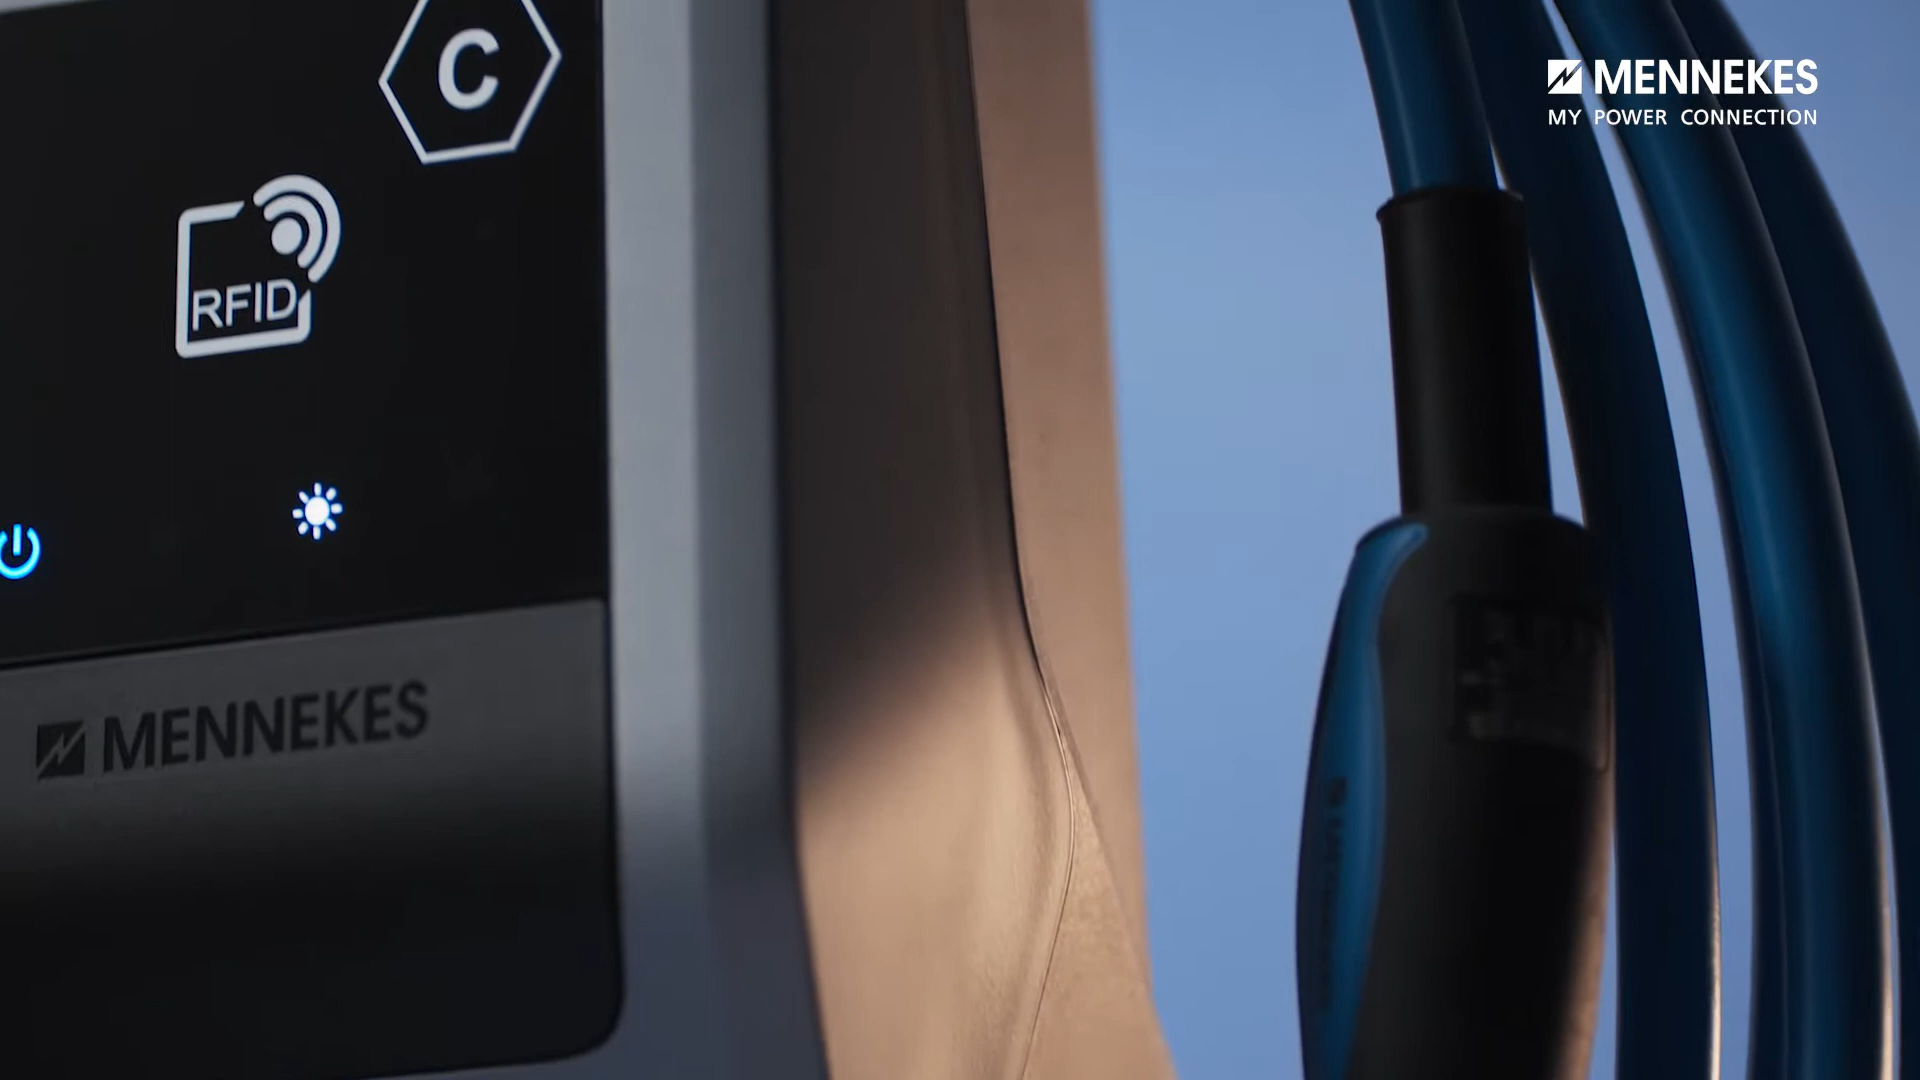 C
RFID
MENNEKES
MENNEKES
MY POWER CONNECTION